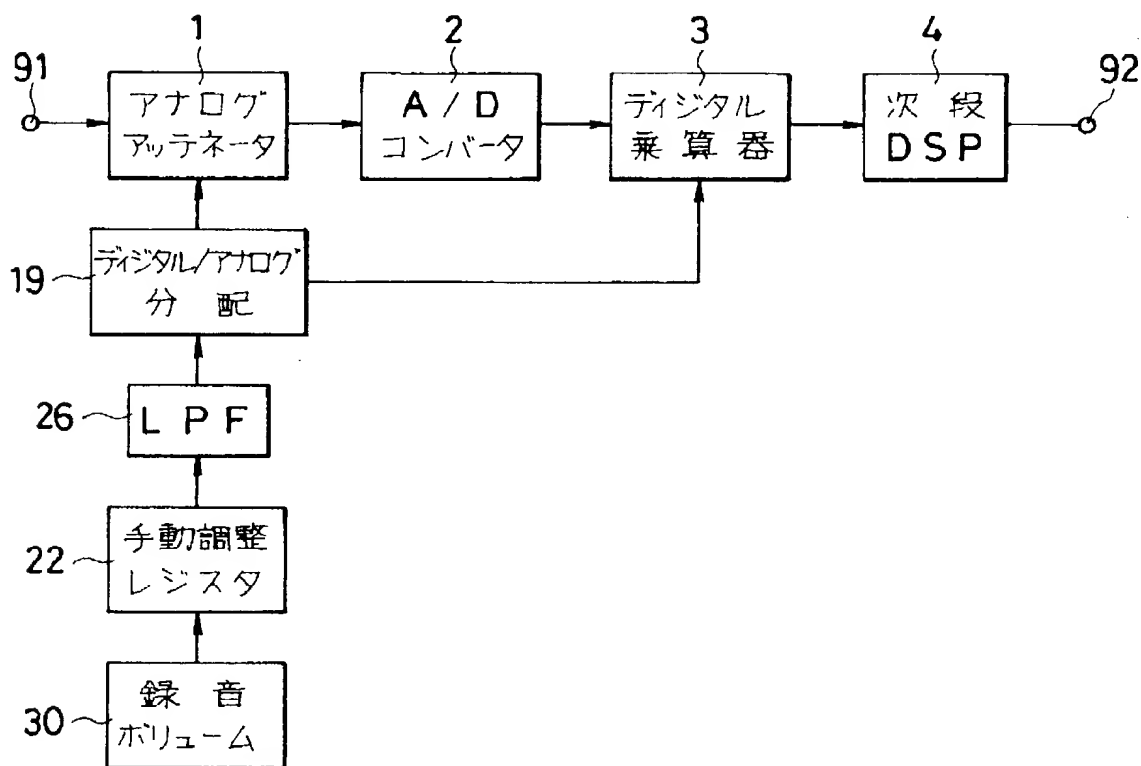 1
2
3
4
91
アナログ
アッテネータ
A/D
コンバータ
ディジタル
乗算器
次段
DSP
92
19
ディジタル/アナログ
分配
26
LPF
22
手動調整
レジスタ
30
録音
ボリューム